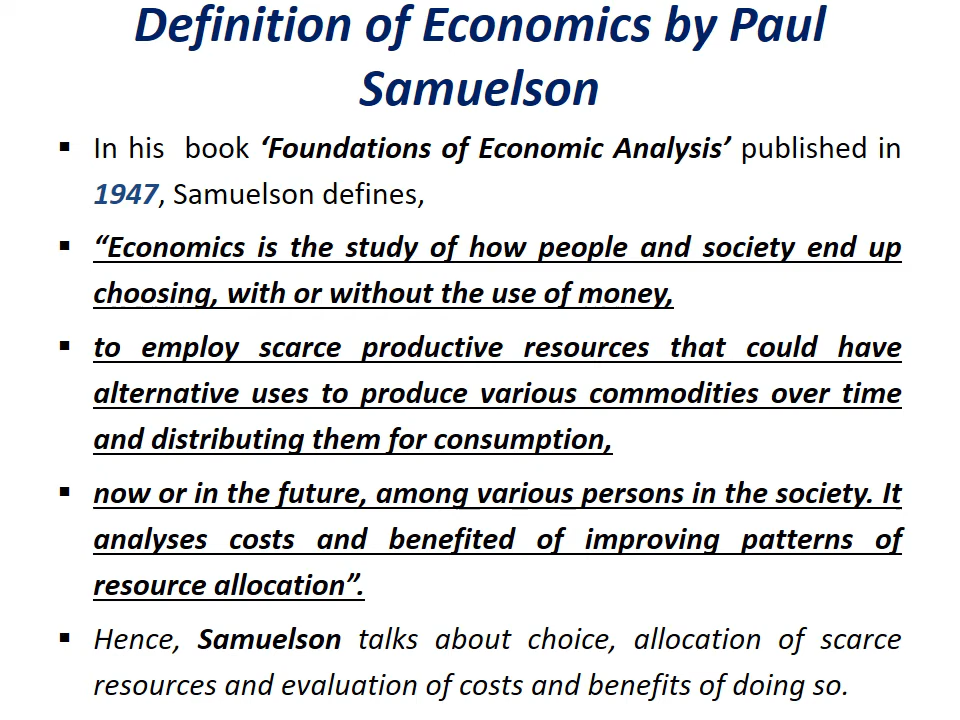 Definition of Economics by Paul
Samuelson
▪ In his book ‘Foundations of Economic Analysis’ published in
1947, Samuelson defines,
▪ “Economics is the study of how people and society end up
choosing, with or without the use of money,
▪ to employ scarce productive resources that could have
alternative uses to produce various commodities over time
and distributing them for consumption,
▪ now or in the future, among various persons in the society. It
analyses costs and benefited of improving patterns of
resource allocation”.
▪ Hence, Samuelson talks about choice, allocation of scarce
resources and evaluation of costs and benefits of doing so.